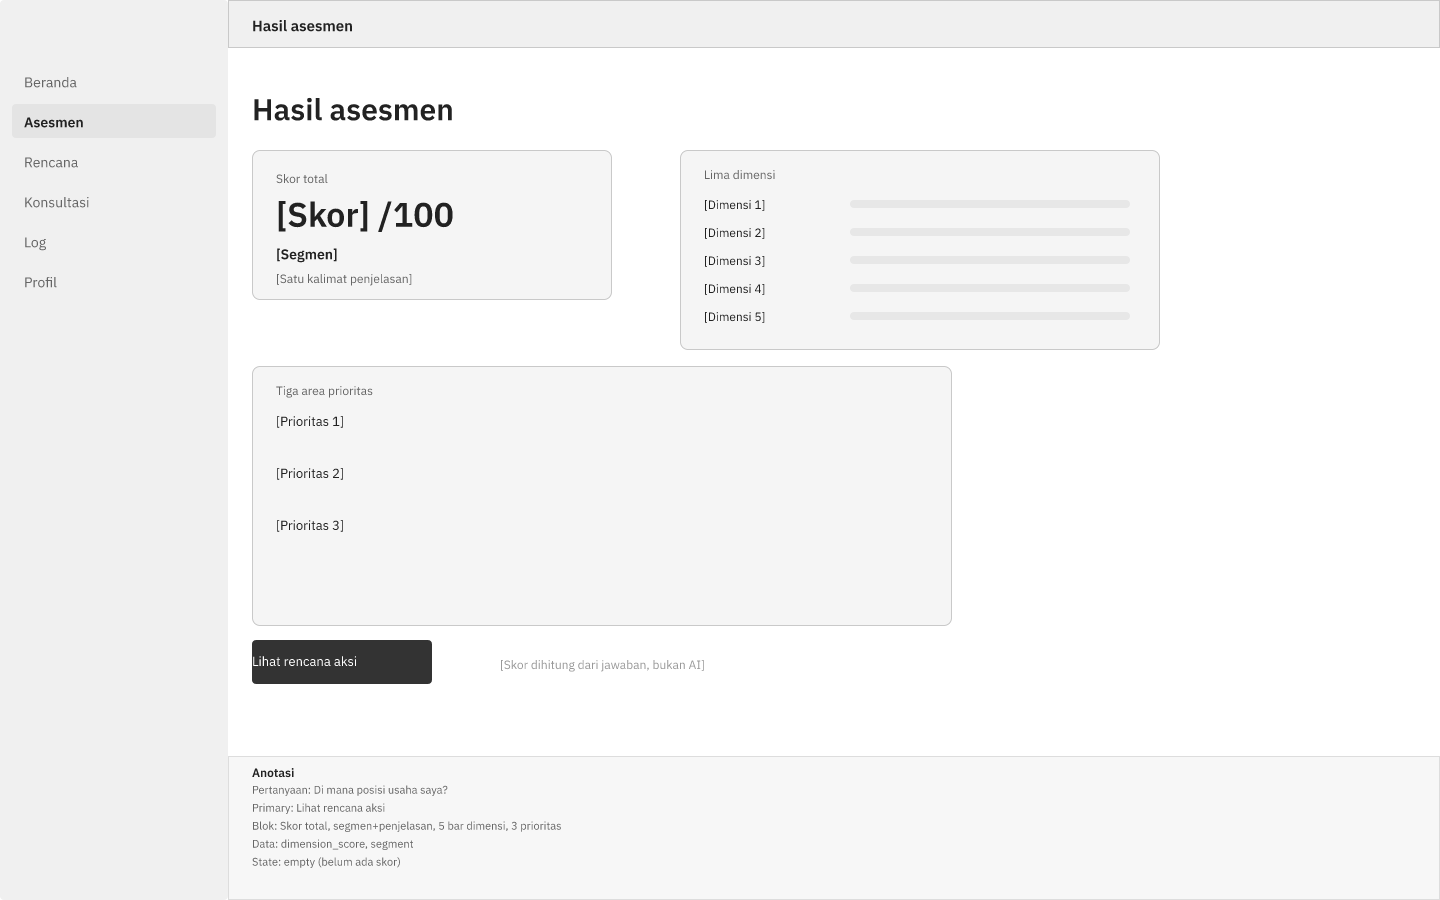 Hasil asesmen
Beranda
Asesmen
Rencana
Konsultasi
Log
Profil
Hasil asesmen
Skor total
[Skor] /100
[Segmen]
[Satu kalimat penjelasan]
Lima dimensi
[Dimensi 1]
[Dimensi 2]
[Dimensi 3]
[Dimensi 4]
[Dimensi 5]
Tiga area prioritas
[Prioritas 1]
[Prioritas 2]
[Prioritas 3]
Lihat rencana aksi
[Skor dihitung dari jawaban, bukan AI]
Anotasi
Pertanyaan: Di mana posisi usaha saya?
Primary: Lihat rencana aksi
Blok: Skor total, segmen+penjelasan, 5 bar dimensi, 3 prioritas
Data: dimension_score, segment
State: empty (belum ada skor)